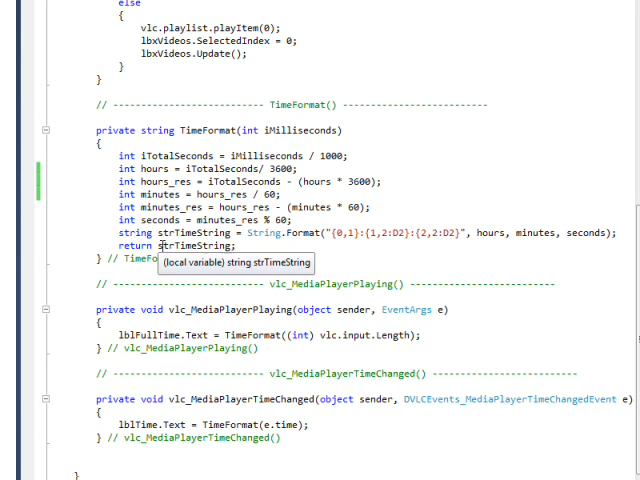 else
{
vlc.playlist.playItem(0);
lbxVideos.SelectedIndex = 0;
lbxVideos.Update();
}
}
// --------------------------- TimeFormat() --------------------------
private string TimeFormat(int iMilliseconds)
{
int iTotalSeconds = iMilliseconds / 1000;
int hours = iTotalSeconds/ 3600;
int hours_res = iTotalSeconds - (hours * 3600);
int minutes = hours_res / 60;
int minutes_res = hours_res - (minutes * 60);
int seconds = minutes_res % 60;
string strTimeString = String.Format("{0,1}:{1,2:D2}:{2,2:D2}", hours, minutes, seconds);
return strTimeString;
} // TimeFo
(local variable) string strTimeString
// --------------------------- vlc_MediaPlayerPlaying() --------------------------
private void vlc_MediaPlayerPlaying(object sender, EventArgs e)
{
lblFullTime.Text = TimeFormat((int) vlc.input.Length);
} // vlc_MediaPlayerPlaying()
// --------------------------- vlc_MediaPlayerTimeChanged() --------------------------
private void vlc_MediaPlayerTimeChanged(object sender, DVLCEvents_MediaPlayerTimeChangedEvent e)
{
lblTime.Text = TimeFormat(e.time);
} // vlc_MediaPlayerTimeChanged()
}